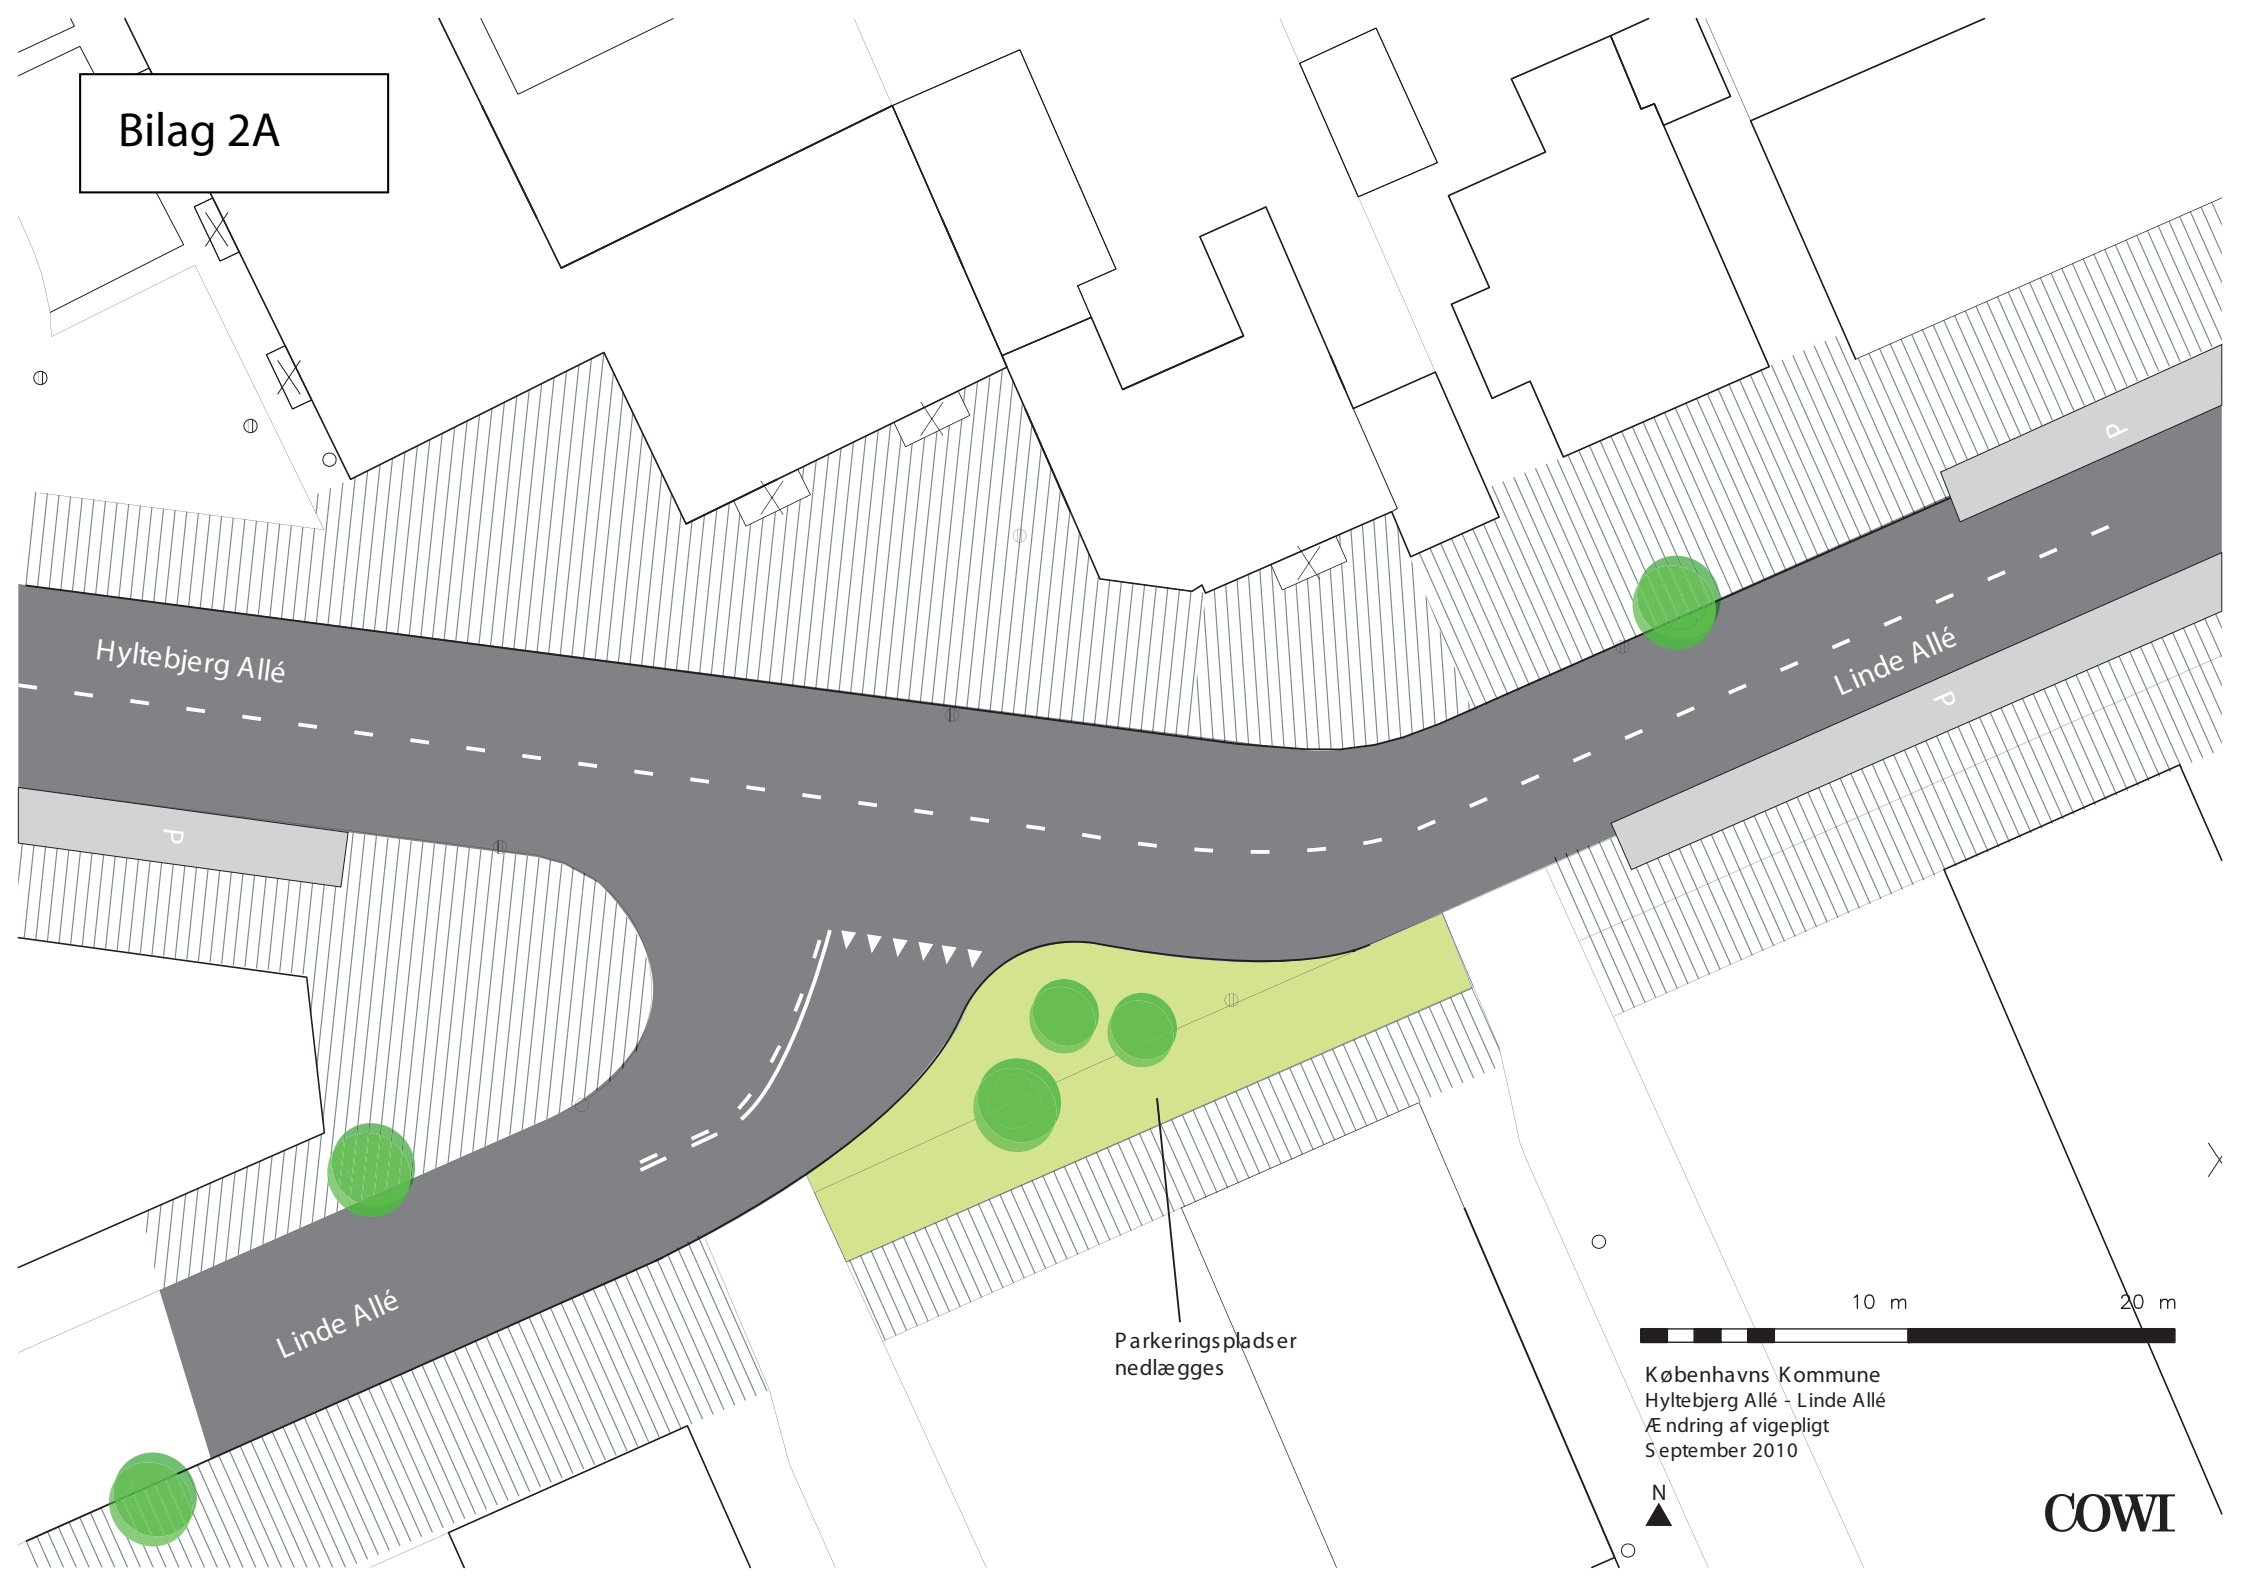 Bilag 2A
P
Hyltebjerg Allé
Linde Allé
P
P
Linde Allé
Parkeringspladser
nedlægges
10 m
20 m
Københavns Kommune
Hyltebjerg Allé - Linde Allé
Ændring af vigepligt
September 2010
N
COWI